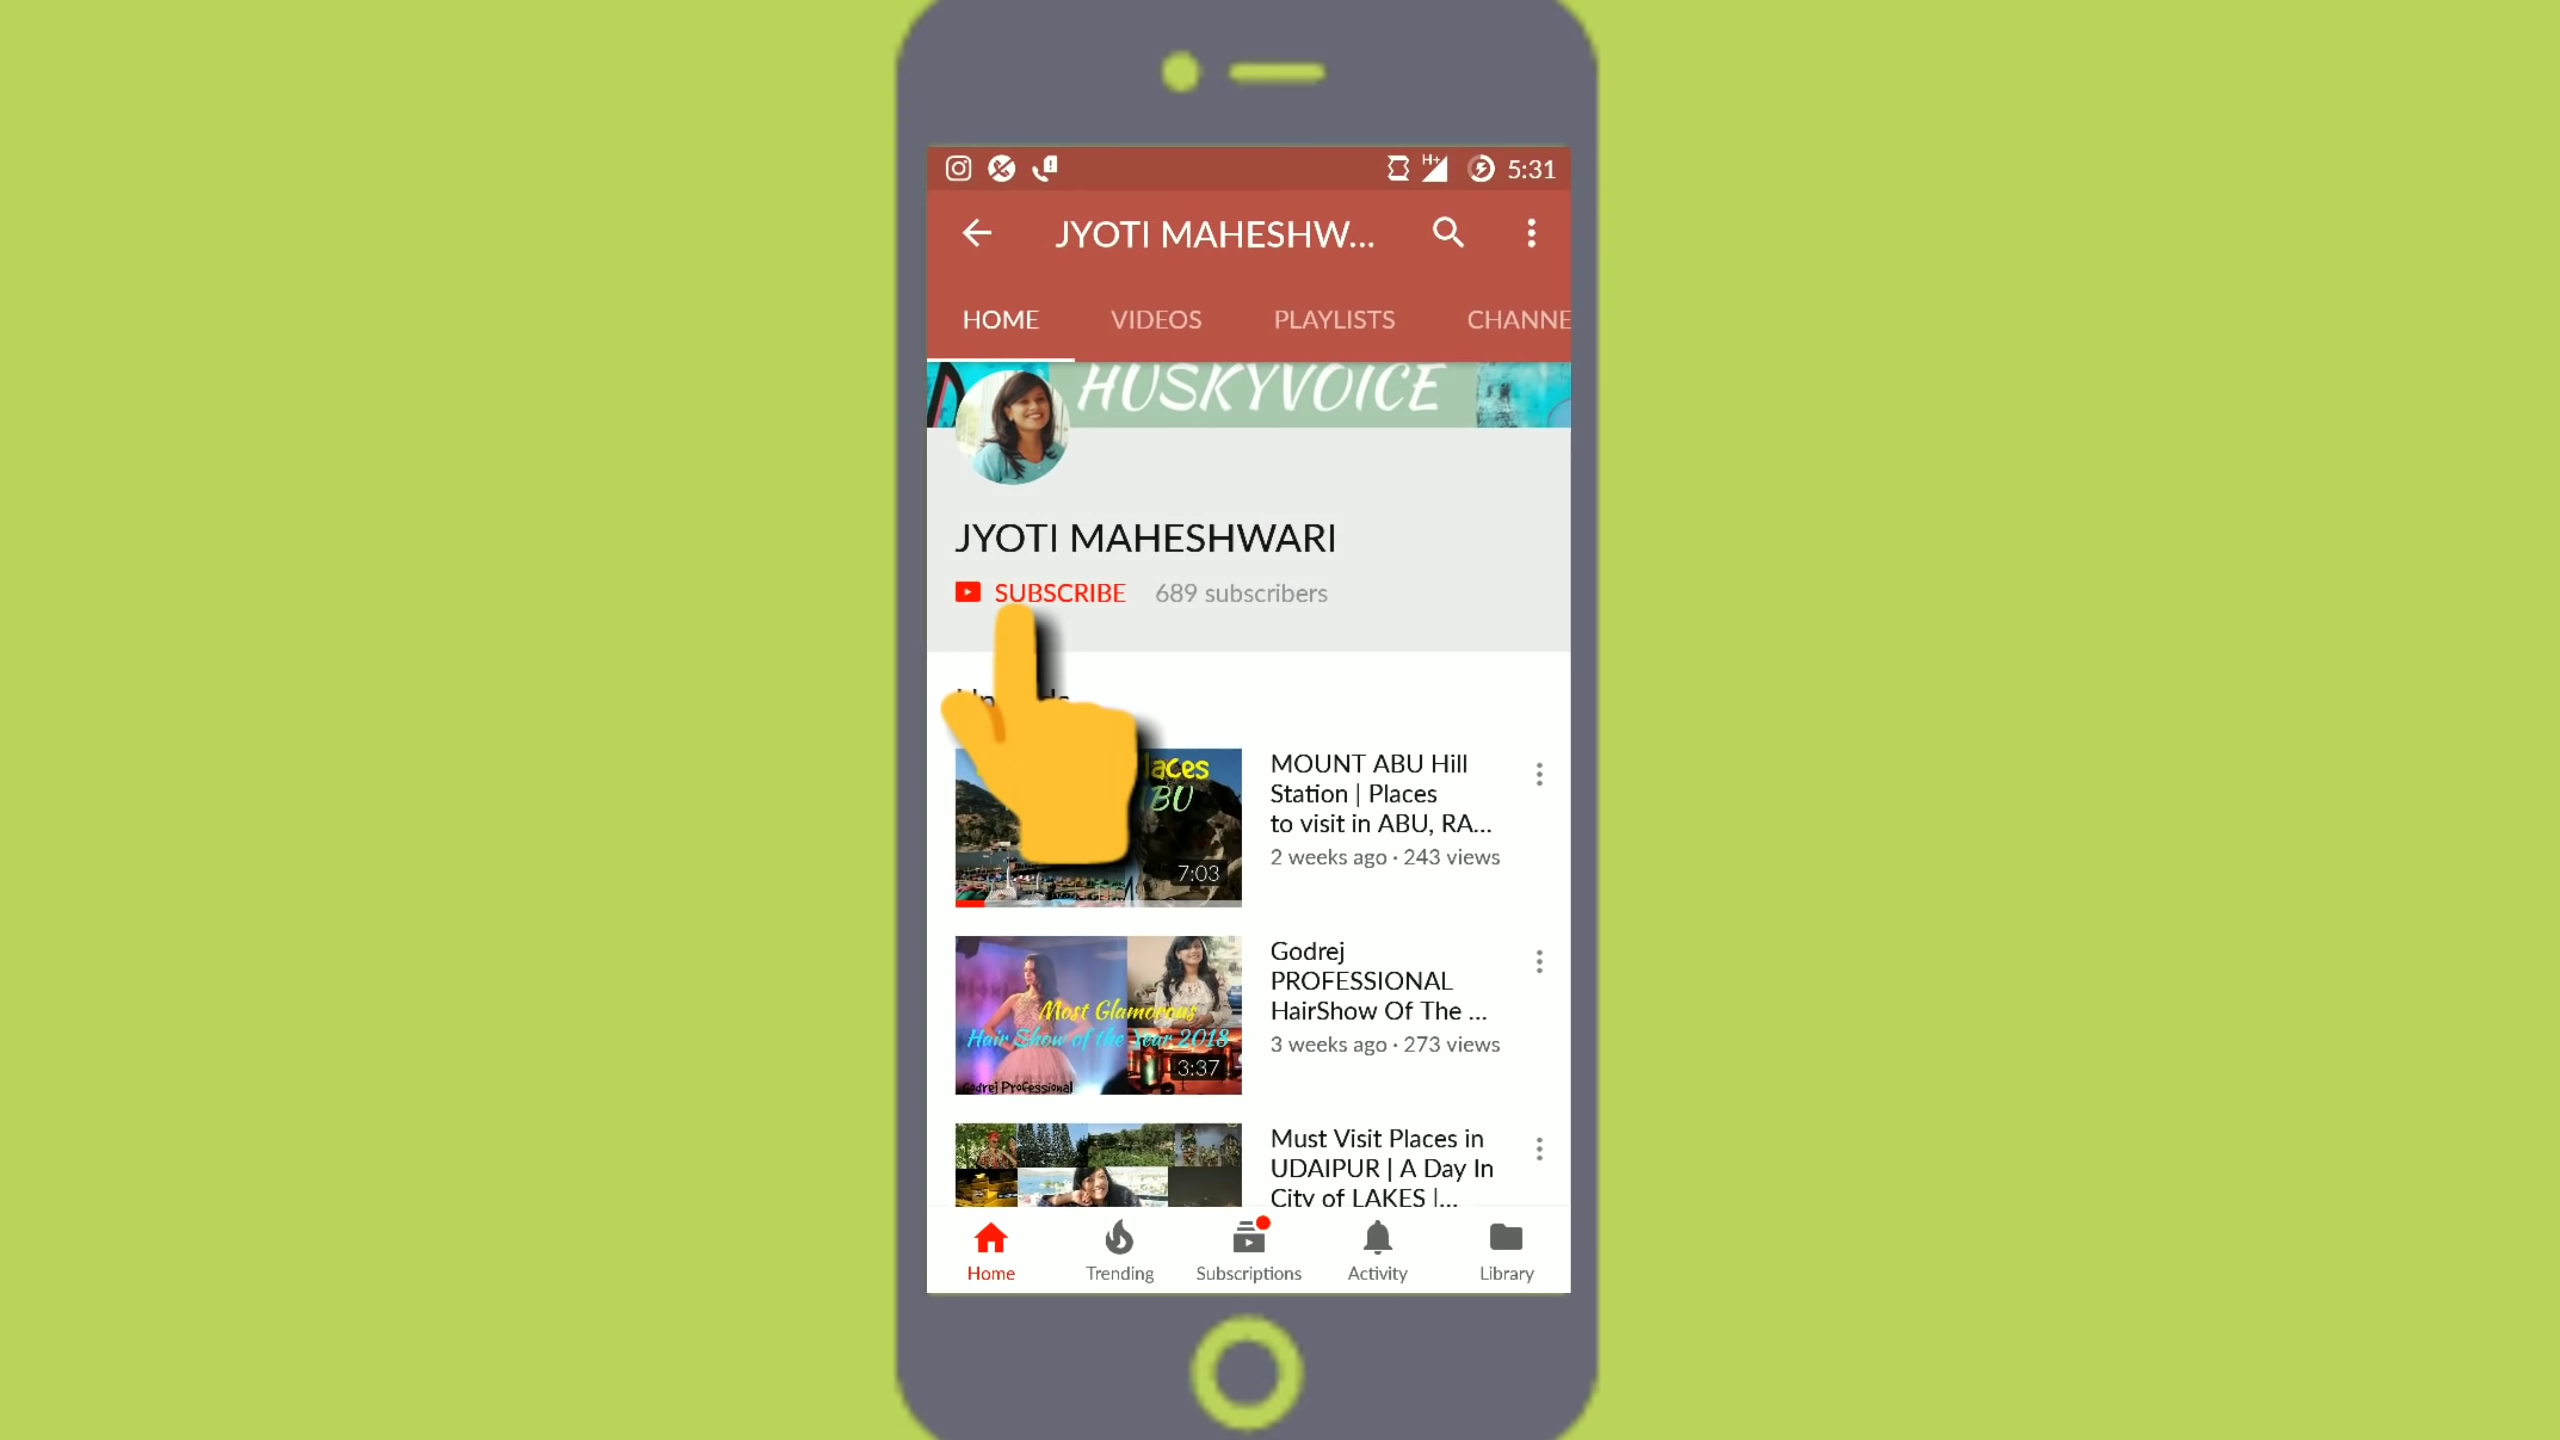 H+ 5:31
JYOTI MAHESHW...
HOME VIDEOS PLAYLISTS CHANNE
HUSKYVOICE
JYOTI MAHESHWARI
SUBSCRIBE 689 subscribers
laces
BU
7:03
MOUNT ABU Hill
Station | Places
to visit in ABU, RA...
2 weeks ago · 243 views
Most Glamorous
Hair Show of the Year 2018
3:37
Godrej Professional
Godrej
PROFESSIONAL
HairShow Of The ...
3 weeks ago · 273 views
Must Visit Places in
UDAIPUR | A Day In
City of LAKES |...
Home Trending Subscriptions Activity Library